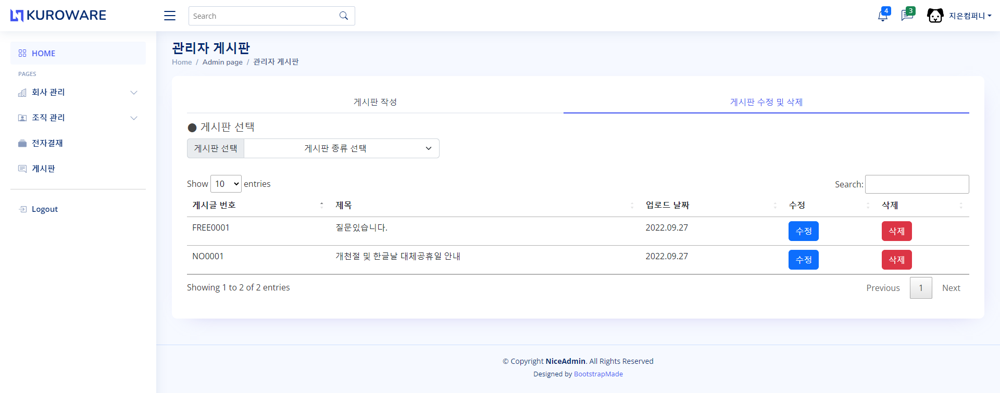 KUROWARE
Search
4
3
지은컴퍼니
HOME
PAGES
회사 관리
조직 관리
전자결재
게시판
Logout
관리자 게시판
Home / Admin page / 관리자 게시판
게시판 작성
게시판 수정 및 삭제
● 게시판 선택
게시판 선택
게시판 종류 선택
Show 10 entries
Search:
게시글 번호 제목 업로드 날짜 수정 삭제
FREE0001 질문있습니다. 2022.09.27 수정 삭제
NO0001 개천절 및 한글날 대체공휴일 안내 2022.09.27 수정 삭제
Showing 1 to 2 of 2 entries
Previous 1 Next
© Copyright NiceAdmin. All Rights Reserved
Designed by BootstrapMade